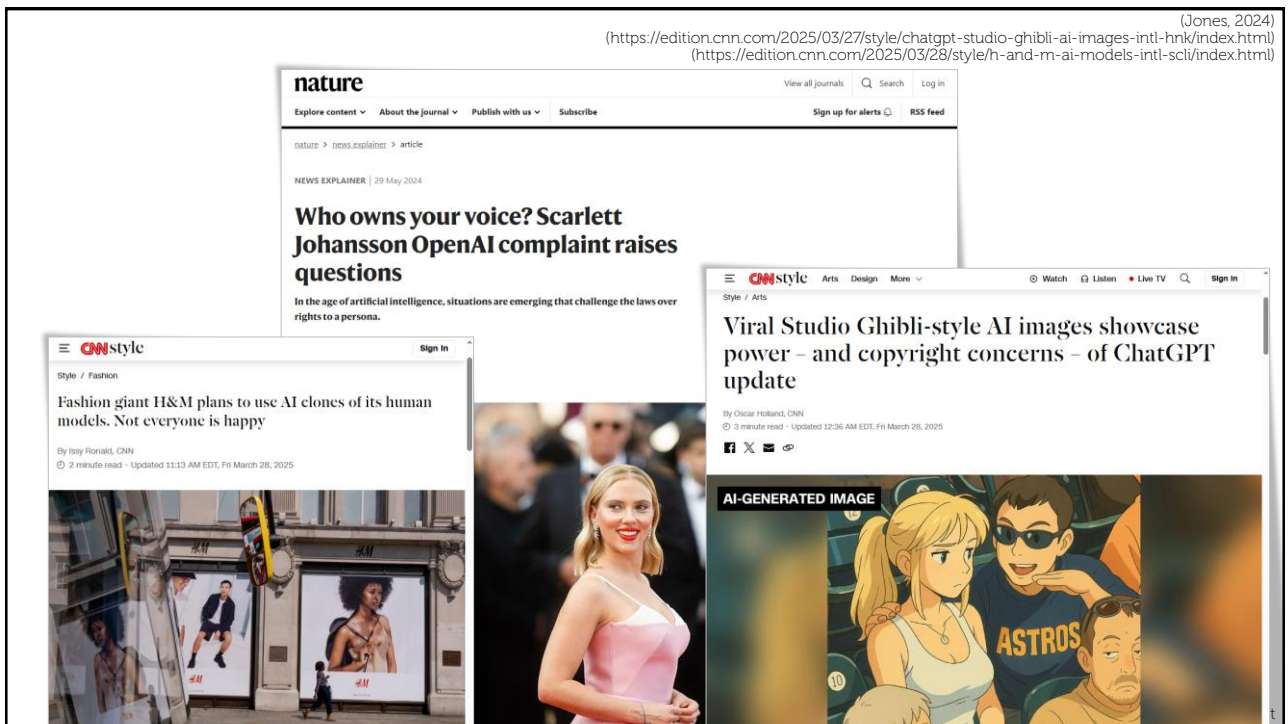 (Jones, 2024)
(https://edition.cnn.com/2025/03/27/style/chatgpt-studio-ghibli-ai-images-intl-hnk/index.html)
(https://edition.cnn.com/2025/03/28/style/h-and-m-ai-models-intl-scli/index.html)
nature
View all journals Search Log in
Explore content About the journal Publish with us Subscribe
Sign up for alerts RSS feed
nature > news explainer > article
NEWS EXPLAINER | 29 May 2024
Who owns your voice? Scarlett
Johansson OpenAI complaint raises
questions
In the age of artificial intelligence, situations are emerging that challenge the laws over
rights to a persona.
CNN style
Sign In
Style / Fashion
Fashion giant H&M plans to use AI clones of its human
models. Not everyone is happy
By Issy Ronald, CNN
2 minute read - Updated 11:13 AM EDT, Fri March 28, 2025
H&M
H&M
H&M
H&M
CNN style Arts Design More Watch Listen Live TV Sign In
Style / Arts
Viral Studio Ghibli-style AI images showcase
power – and copyright concerns – of ChatGPT
update
By Oscar Holland, CNN
3 minute read - Updated 12:36 AM EDT, Fri March 28, 2025
AI-GENERATED IMAGE
12
ASTROS
10
t